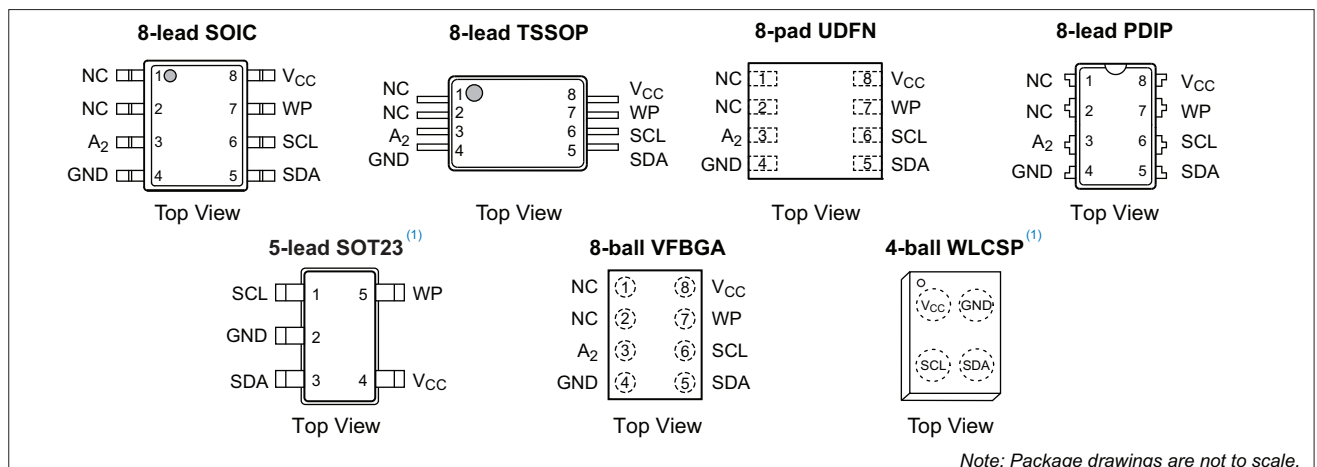 8-lead SOIC
NC 1 8 VCC
NC 2 7 WP
A2 3 6 SCL
GND 4 5 SDA
Top View
8-lead TSSOP
NC 1 8 VCC
NC 2 7 WP
A2 3 6 SCL
GND 4 5 SDA
Top View
8-pad UDFN
NC 1 8 VCC
NC 2 7 WP
A2 3 6 SCL
GND 4 5 SDA
Top View
8-lead PDIP
NC 1 8 VCC
NC 2 7 WP
A2 3 6 SCL
GND 4 5 SDA
Top View
5-lead SOT23 (1)
SCL 1 5 WP
GND 2
SDA 3 4 VCC
Top View
8-ball VFBGA
NC 1 8 VCC
NC 2 7 WP
A2 3 6 SCL
GND 4 5 SDA
Top View
4-ball WLCSP (1)
VCC GND
SCL SDA
Top View
Note: Package drawings are not to scale.